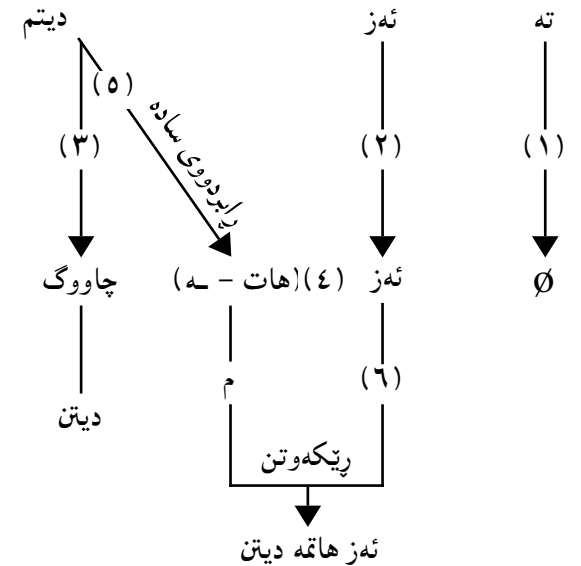 ته ئەز دیتم
(١) (٢) (٣) (٥)
ڕابردووی سادە
Ø ئەز (٤)(هات – ـە) چاووگ
(٦) م دیتن
ڕێکەوتن
ئەز هاتمە دیتن